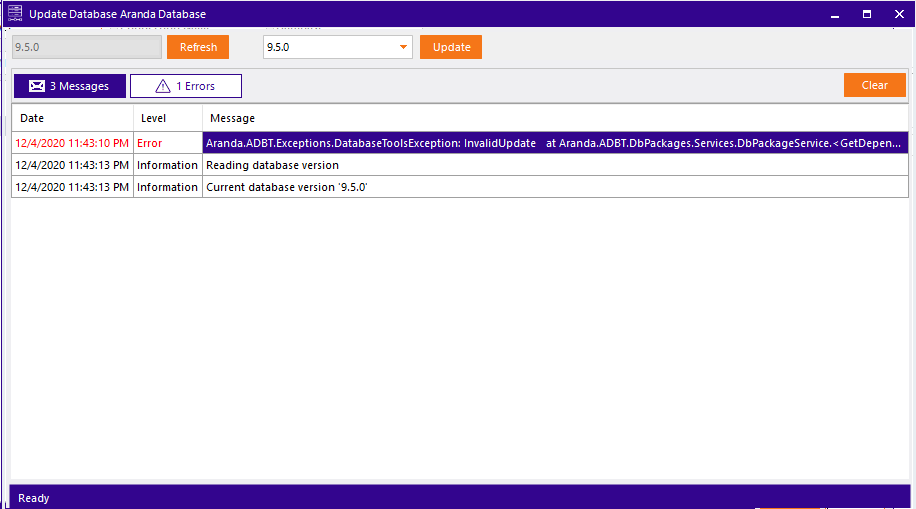 Update Database Aranda Database
9.5.0 Refresh 9.5.0 Update
3 Messages 1 Errors Clear
Date Level Message
12/4/2020 11:43:10 PM Error Aranda.ADBT.Exceptions.DatabaseToolsException: InvalidUpdate at Aranda.ADBT.DbPackages.Services.DbPackageService.<GetDepen...
12/4/2020 11:43:13 PM Information Reading database version
12/4/2020 11:43:13 PM Information Current database version '9.5.0'
Ready